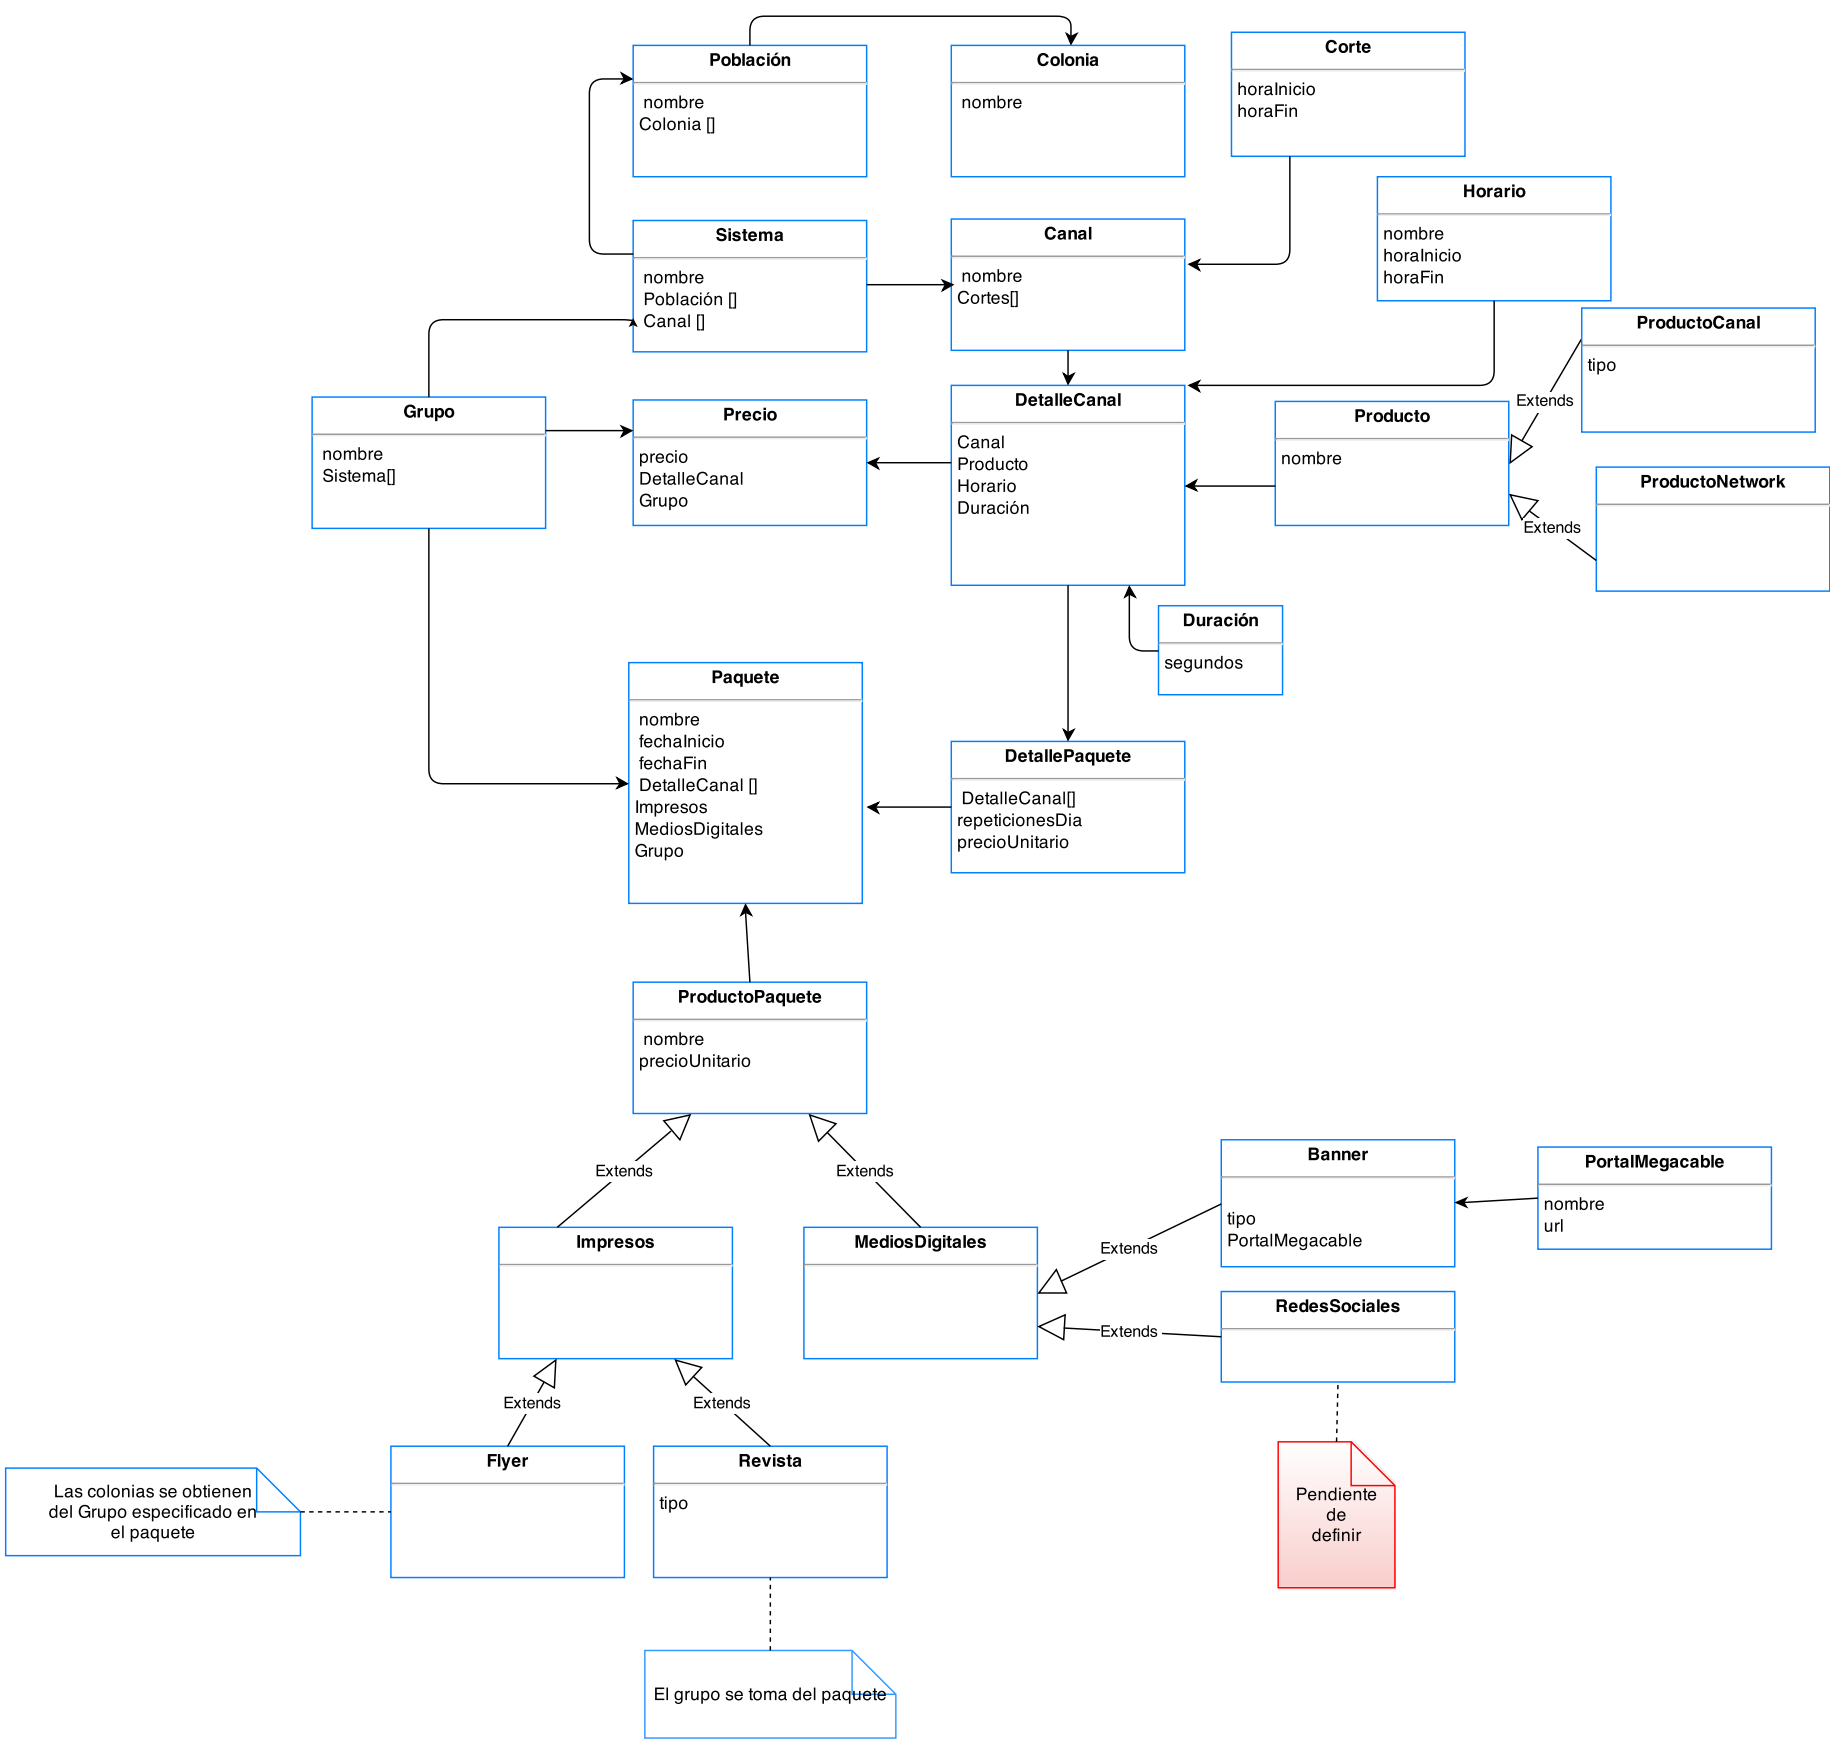 Población
nombre
Colonia []
Colonia
nombre
Corte
horaInicio
horaFin
Horario
nombre
horaInicio
horaFin
Sistema
nombre
Población []
Canal []
Canal
nombre
Cortes[]
ProductoCanal
tipo
Extends
Grupo
nombre
Sistema[]
Precio
precio
DetalleCanal
Grupo
DetalleCanal
Canal
Producto
Horario
Duración
Producto
nombre
ProductoNetwork
Extends
Duración
segundos
Paquete
nombre
fechaInicio
fechaFin
DetalleCanal []
Impresos
MediosDigitales
Grupo
DetallePaquete
DetalleCanal[]
repeticionesDia
precioUnitario
ProductoPaquete
nombre
precioUnitario
Extends
Extends
Banner
tipo
PortalMegacable
PortalMegacable
nombre
url
Impresos
MediosDigitales
Extends
RedesSociales
Extends
Extends
Extends
Flyer
Revista
tipo
Las colonias se obtienen
del Grupo especificado en
el paquete
Pendiente
de
definir
El grupo se toma del paquete